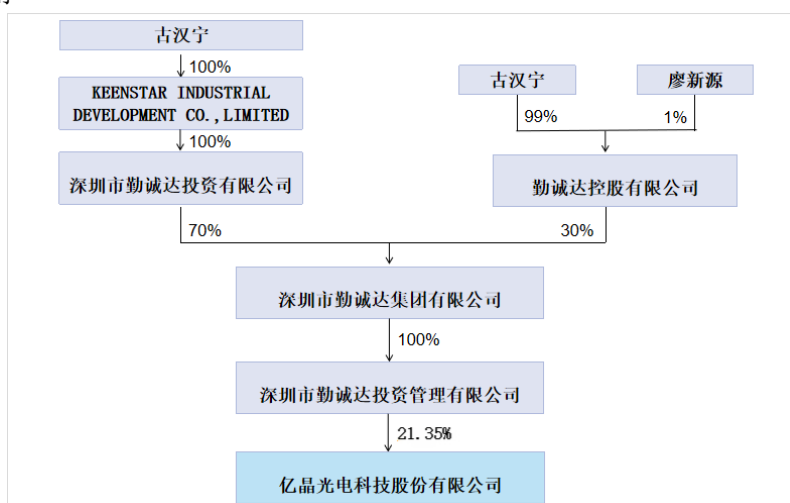 古汉宁
100%
KEENSTAR INDUSTRIAL
DEVELOPMENT CO.,LIMITED
100%
深圳市勤诚达投资有限公司
古汉宁
廖新源
99%
1%
勤诚达控股有限公司
70%
30%
深圳市勤诚达集团有限公司
100%
深圳市勤诚达投资管理有限公司
21.35%
亿晶光电科技股份有限公司